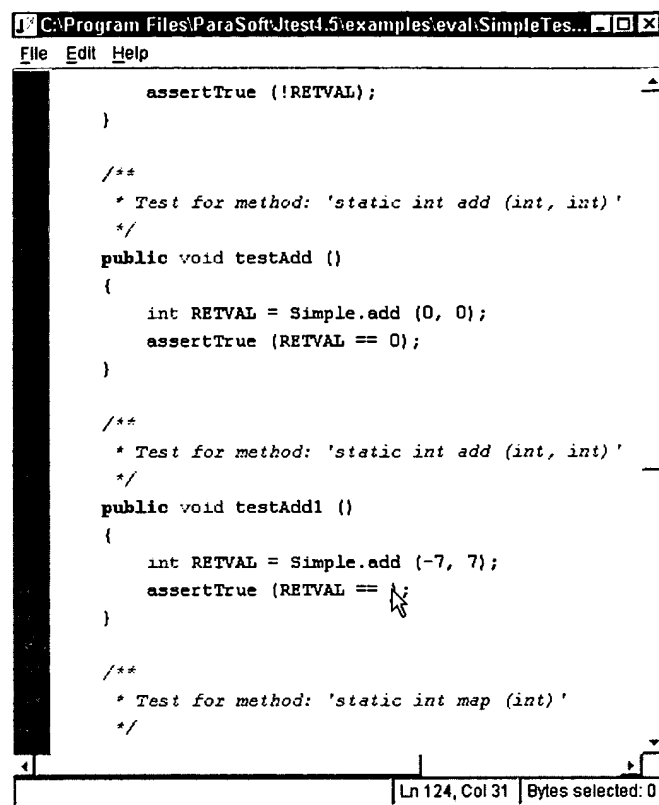 C:\Program Files\ParaSoft\Jtest4.5\examples\eval\SimpleTes...
File Edit Help
assertTrue (!RETVAL);
}
/**
* Test for method: 'static int add (int, int)'
*/
public void testAdd ()
{
int RETVAL = Simple.add (0, 0);
assertTrue (RETVAL == 0);
}
/**
* Test for method: 'static int add (int, int)'
*/
public void testAdd1 ()
{
int RETVAL = Simple.add (-7, 7);
assertTrue (RETVAL == );
}
/**
* Test for method: 'static int map (int)'
*/
Ln 124, Col 31 Bytes selected: 0